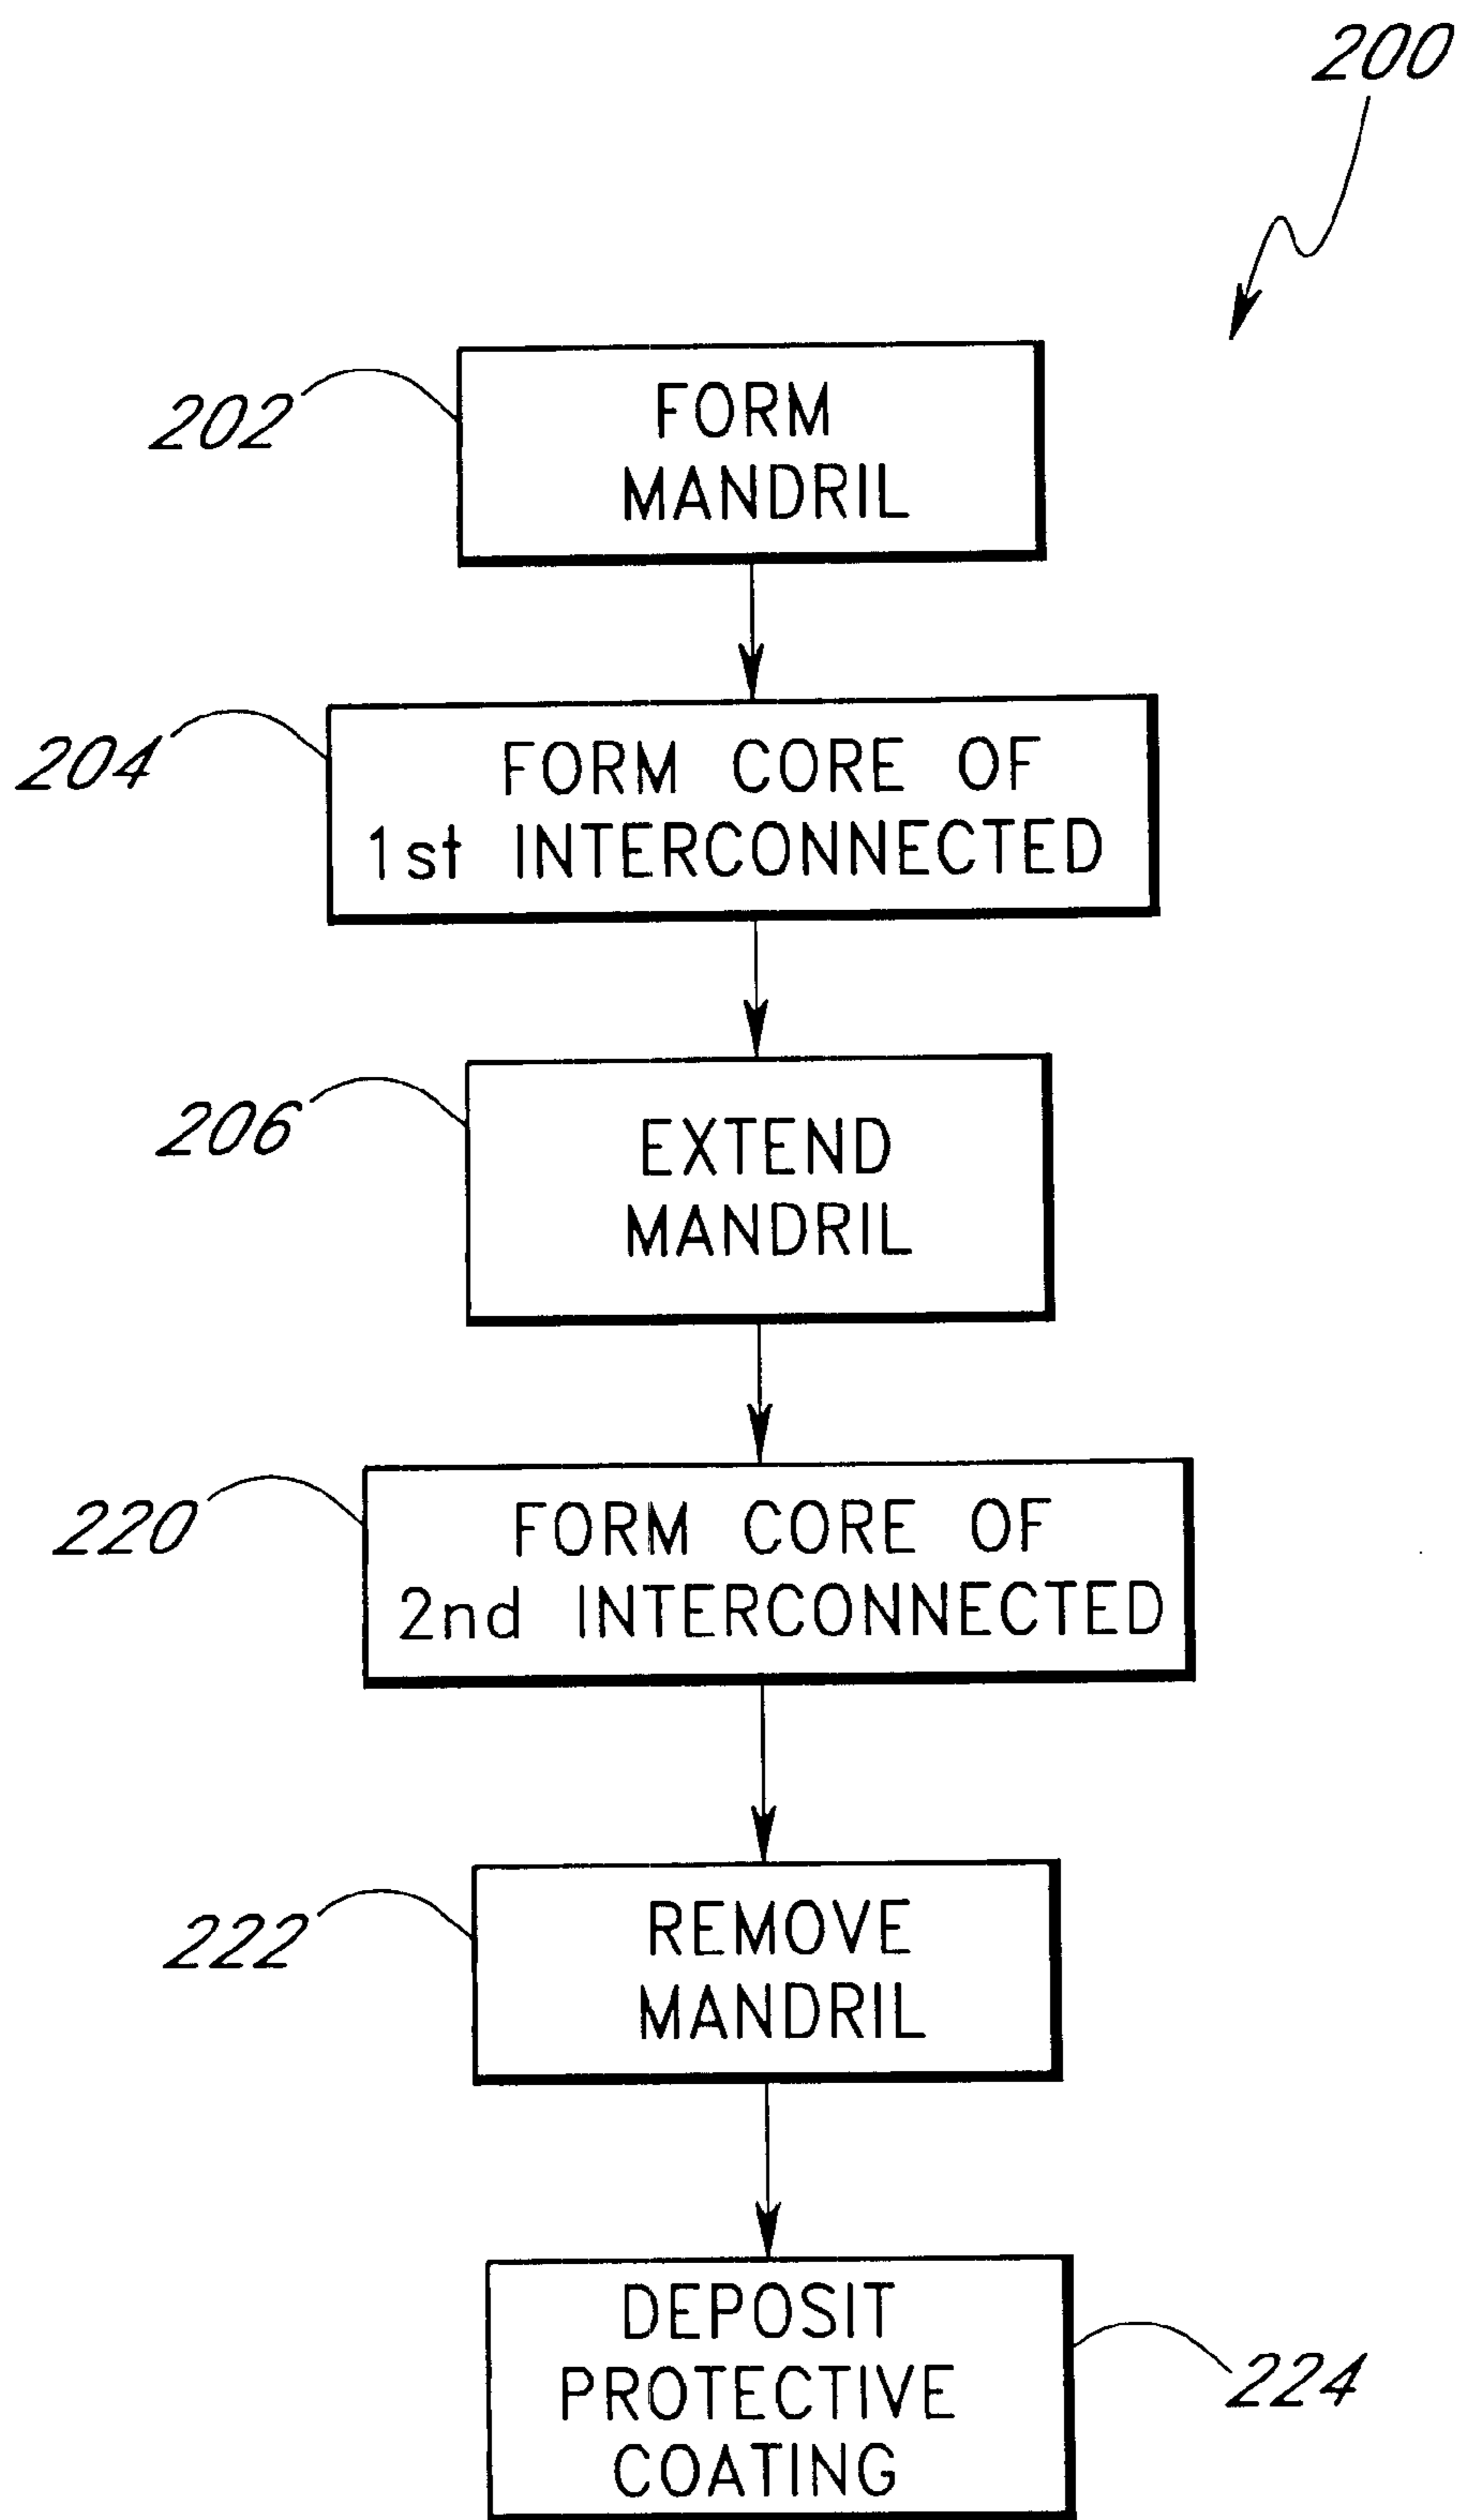 200
202
FORM
MANDRIL
204
FORM CORE OF
1st INTERCONNECTED
206
EXTEND
MANDRIL
220
FORM CORE OF
2nd INTERCONNECTED
222
REMOVE
MANDRIL
DEPOSIT
PROTECTIVE
COATING
224